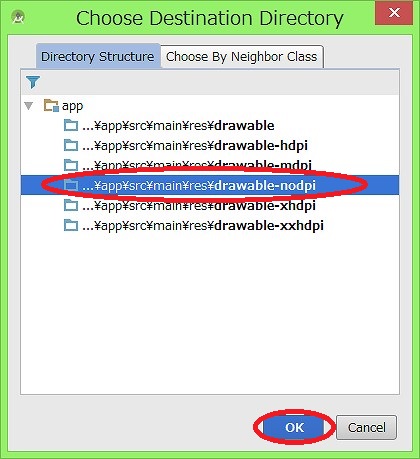 Choose Destination Directory
Directory Structure
Choose By Neighbor Class
app
...¥app¥src¥main¥res¥drawable
...¥app¥src¥main¥res¥drawable-hdpi
...¥app¥src¥main¥res¥drawable-mdpi
...¥app¥src¥main¥res¥drawable-nodpi
...¥app¥src¥main¥res¥drawable-xhdpi
...¥app¥src¥main¥res¥drawable-xxhdpi
OK
Cancel